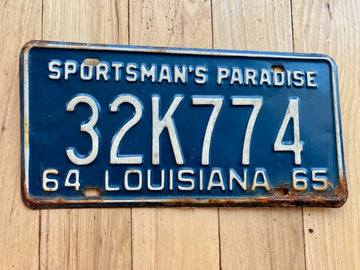 SPORTSMAN'S PARADISE
32K774
64 LOUISIANA 65